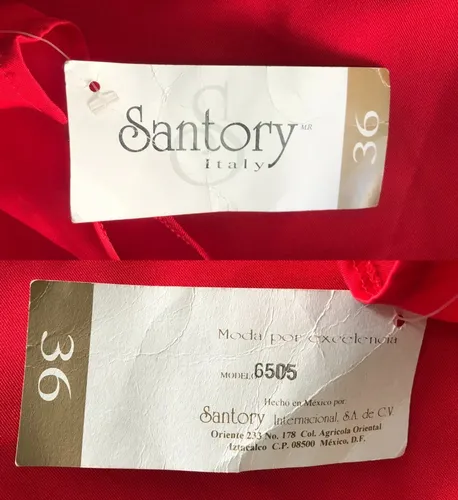 Santory MR
Italy
36
36
Moda por excelencia
MODELO 6505
Hecho en México por:
Santory Internacional, S.A. de C.V.
Oriente 233 No. 178 Col. Agrícola Oriental
Iztacalco C.P. 08500 México, D.F.